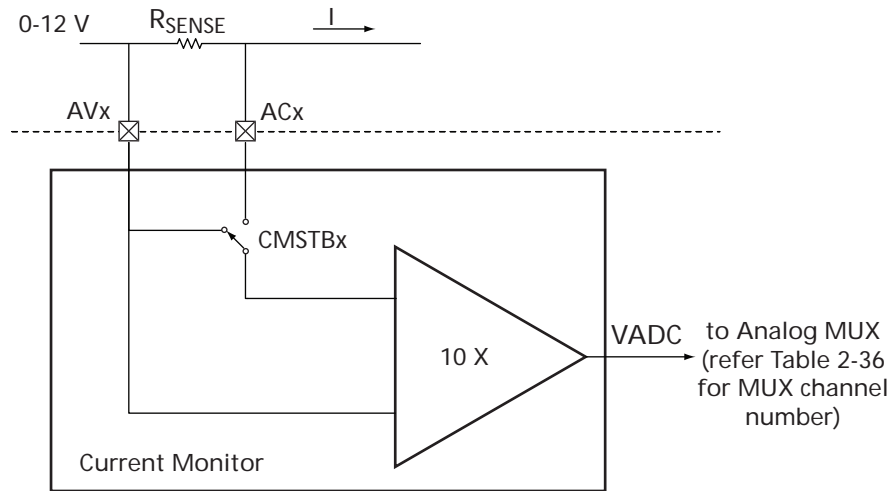 0-12 V
R_SENSE
I
AVx
ACx
CMSTBx
10 X
VADC
to Analog MUX
(refer Table 2-36
for MUX channel
number)
Current Monitor